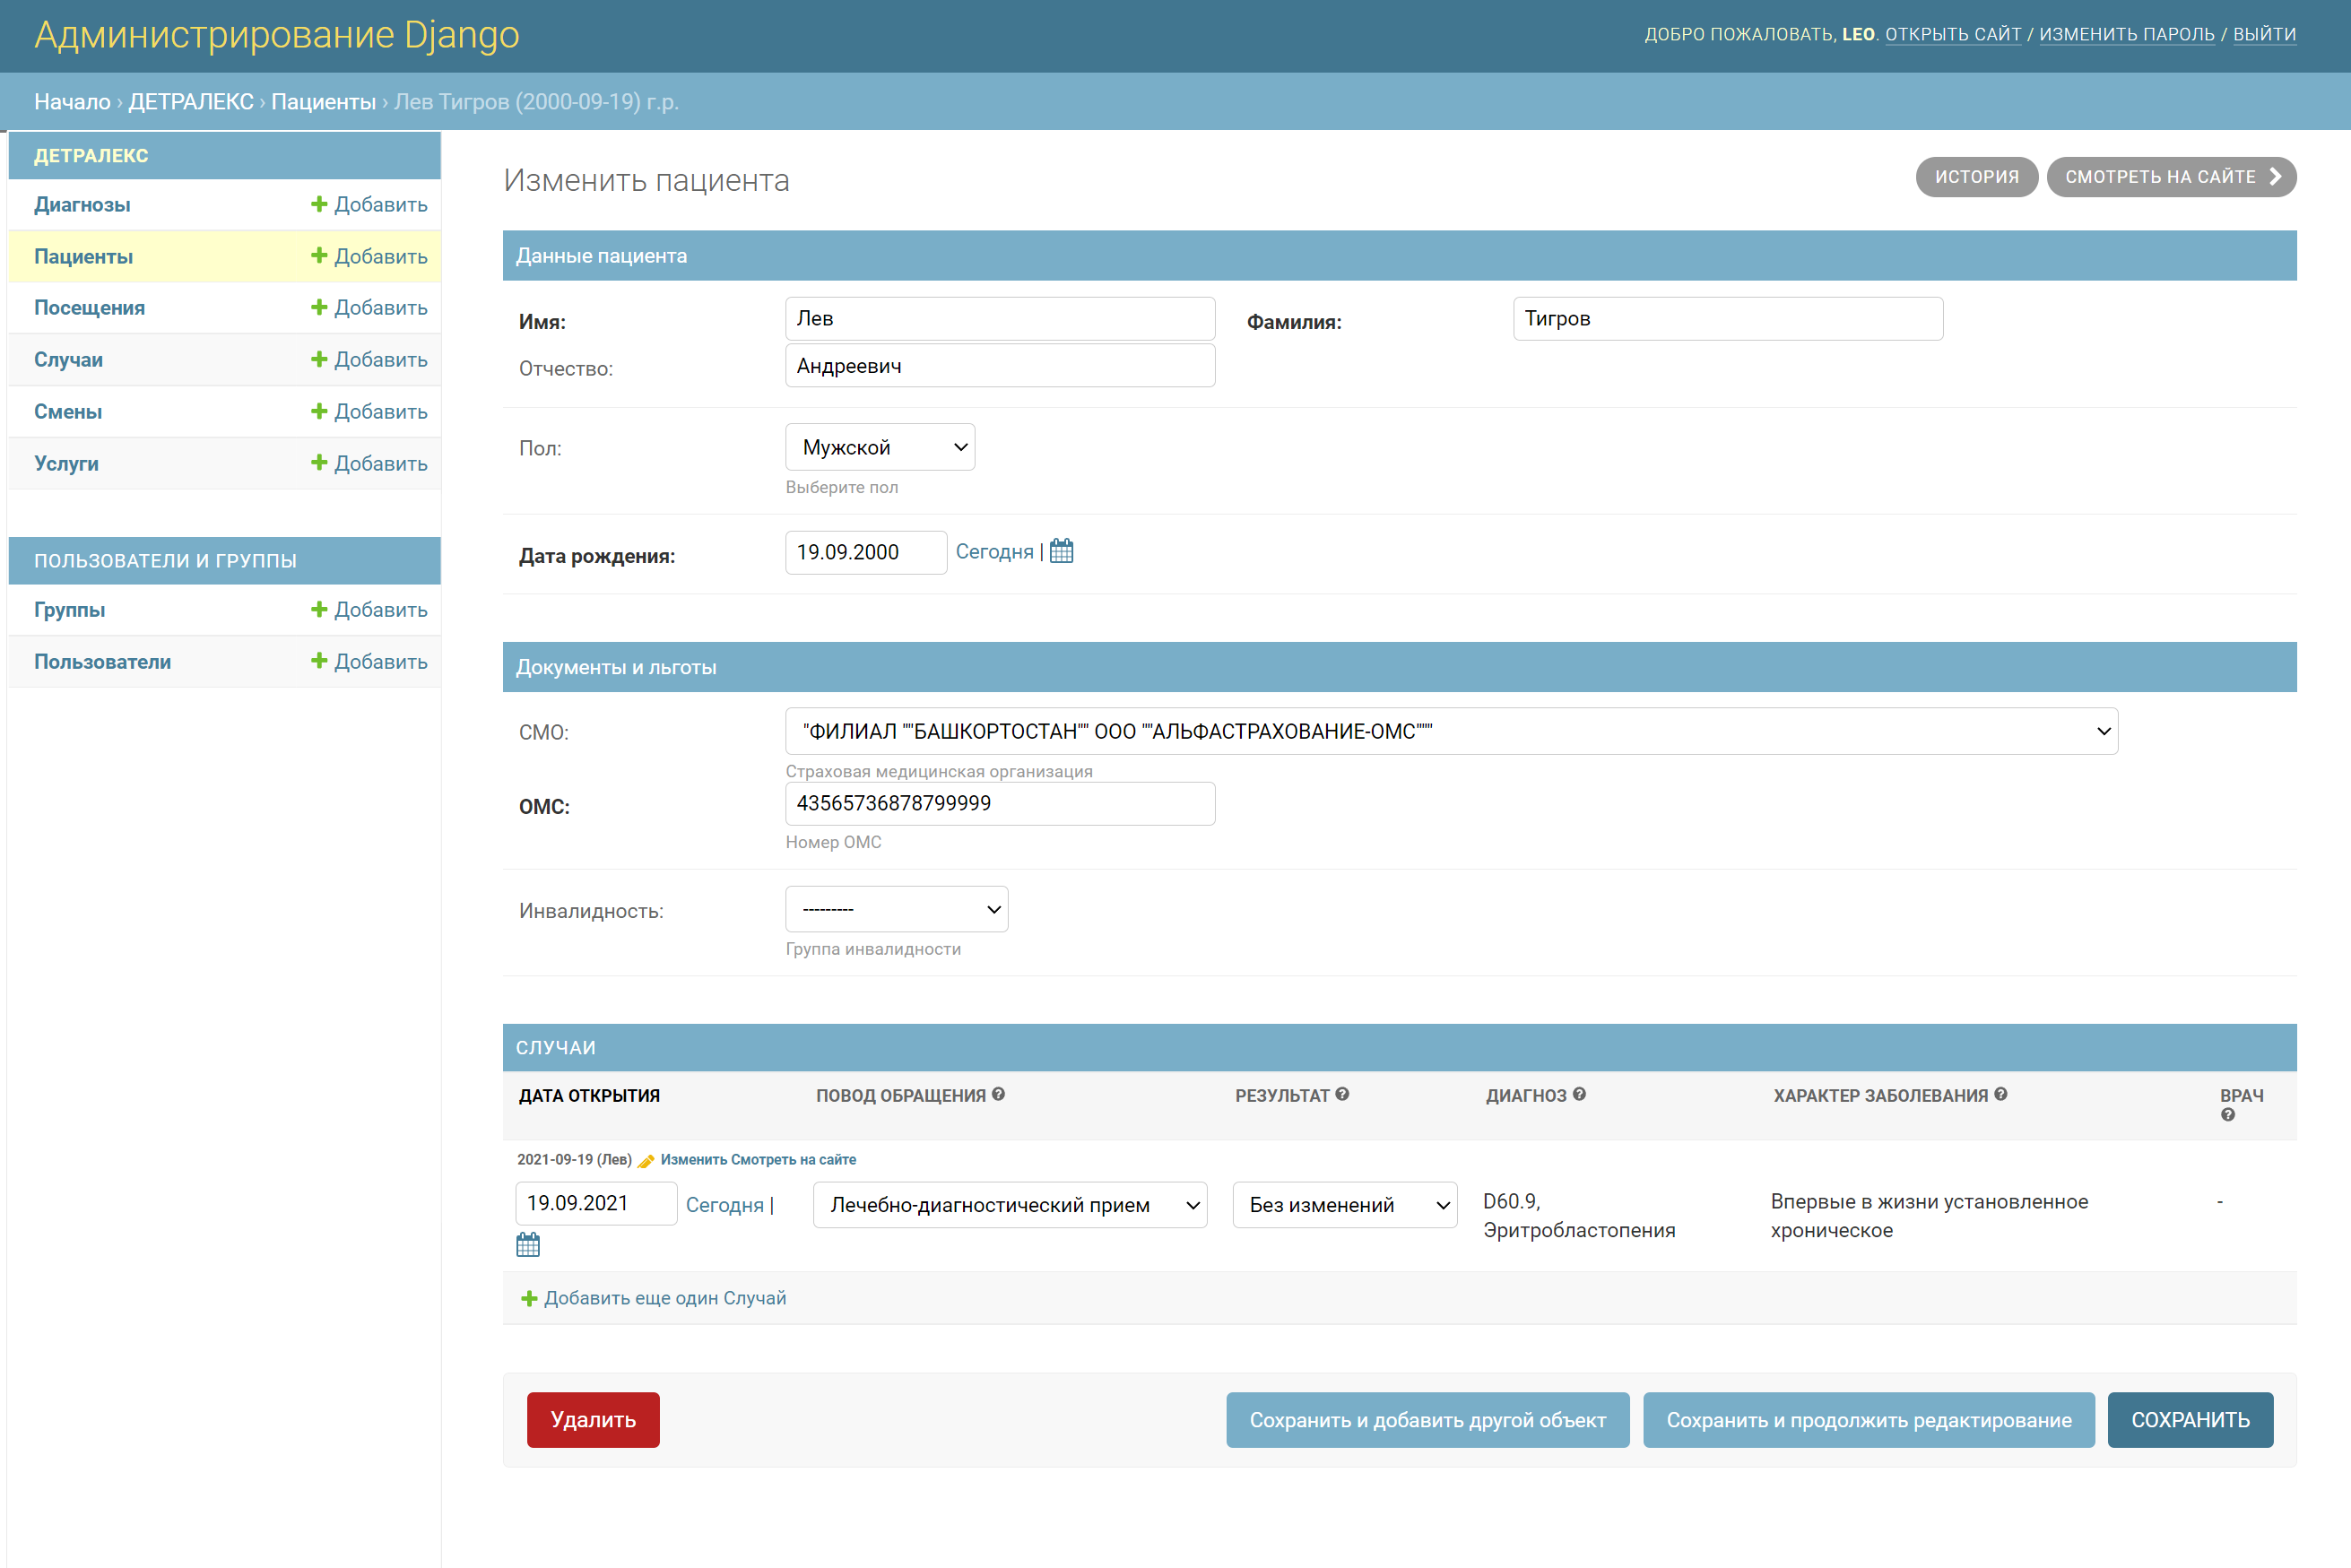 Администрирование Django
ДОБРО ПОЖАЛОВАТЬ, LEO. ОТКРЫТЬ САЙТ / ИЗМЕНИТЬ ПАРОЛЬ / ВЫЙТИ
Начало › ДЕТРАЛЕКС › Пациенты › Лев Тигров (2000-09-19) г.р.
ДЕТРАЛЕКС
Диагнозы Добавить
Пациенты Добавить
Посещения Добавить
Случаи Добавить
Смены Добавить
Услуги Добавить
ПОЛЬЗОВАТЕЛИ И ГРУППЫ
Группы Добавить
Пользователи Добавить
Изменить пациента
ИСТОРИЯ СМОТРЕТЬ НА САЙТЕ
Данные пациента
Имя: Лев Фамилия: Тигров
Отчество: Андреевич
Пол: Мужской
Выберите пол
Дата рождения: 19.09.2000 Сегодня |
Документы и льготы
СМО: "ФИЛИАЛ ""БАШКОРТОСТАН"" ООО ""АЛЬФАСТРАХОВАНИЕ-ОМС"""
Страховая медицинская организация
ОМС: 43565736878799999
Номер ОМС
Инвалидность: ---------
Группа инвалидности
СЛУЧАИ
ДАТА ОТКРЫТИЯ ПОВОД ОБРАЩЕНИЯ РЕЗУЛЬТАТ ДИАГНОЗ ХАРАКТЕР ЗАБОЛЕВАНИЯ ВРАЧ
2021-09-19 (Лев) Изменить Смотреть на сайте
19.09.2021 Сегодня | Лечебно-диагностический прием Без изменений D60.9, Впервые в жизни установленное -
Эритробластопения хроническое
Добавить еще один Случай
Удалить Сохранить и добавить другой объект Сохранить и продолжить редактирование СОХРАНИТЬ